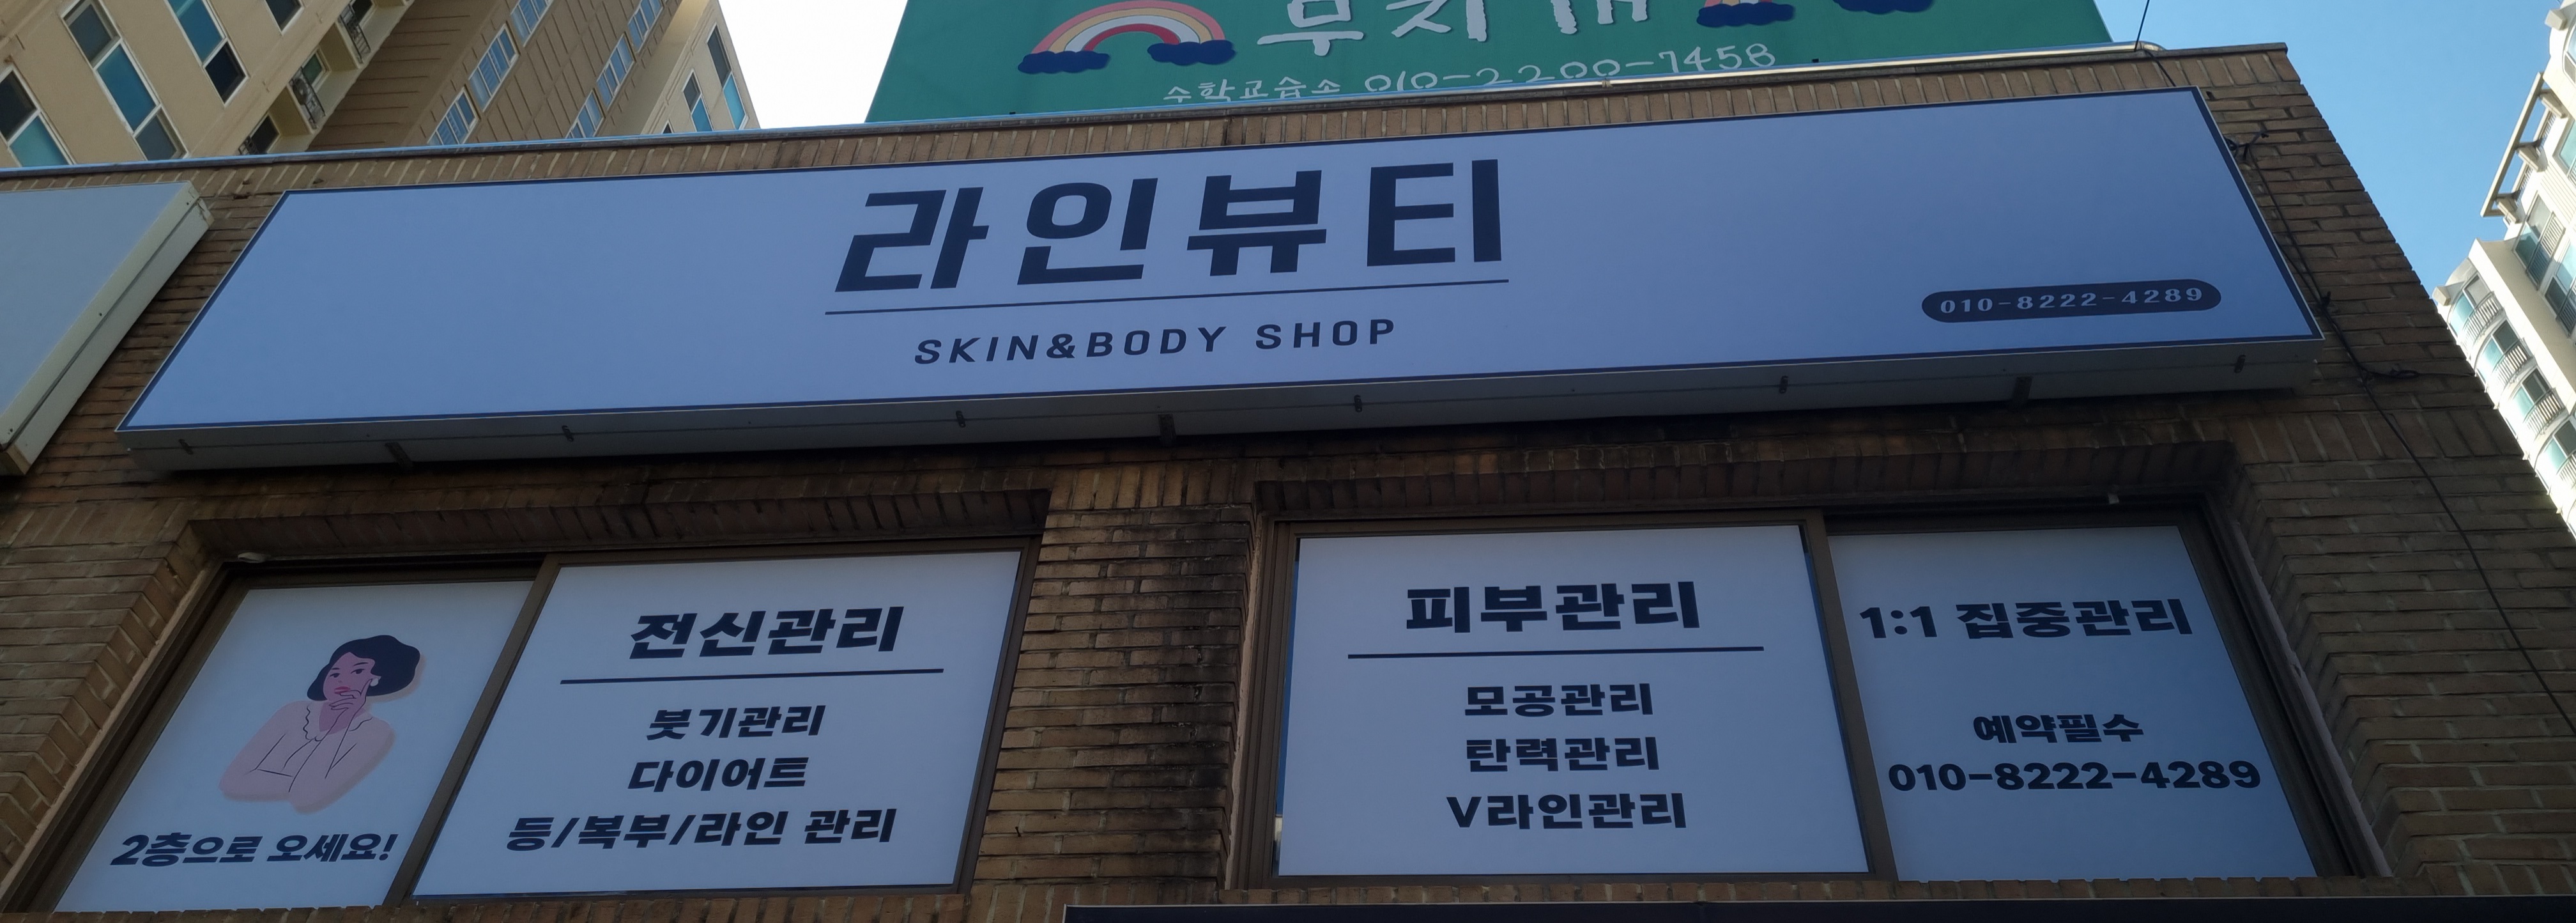 수학교습소 010-2200-7458
라인뷰티
SKIN&BODY SHOP
010-8222-4289
2층으로 오세요!
전신관리
붓기관리
다이어트
등/복부/라인 관리
피부관리
모공관리
탄력관리
V라인관리
1:1 집중관리
예약필수
010-8222-4289